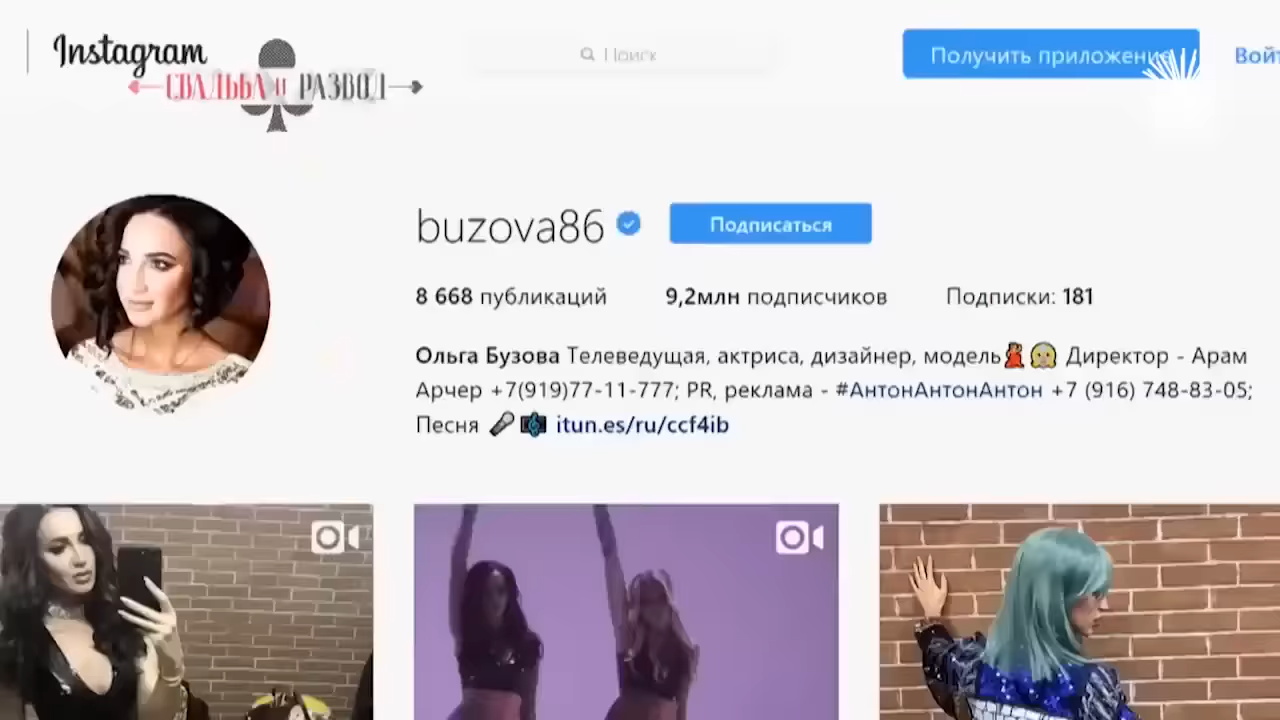 Instagram
Поиск
Получить приложение
Войт
СВАДЬБА и РАЗВОД
buzova86
Подписаться
8 668 публикаций 9,2млн подписчиков Подписки: 181
Ольга Бузова Телеведущая, актриса, дизайнер, модель💃👸 Директор - Арам
Арчер +7(919)77-11-777; PR, реклама - #АнтонАнтонАнтон +7 (916) 748-83-05;
Песня 🎤🎼 itun.es/ru/ccf4ib